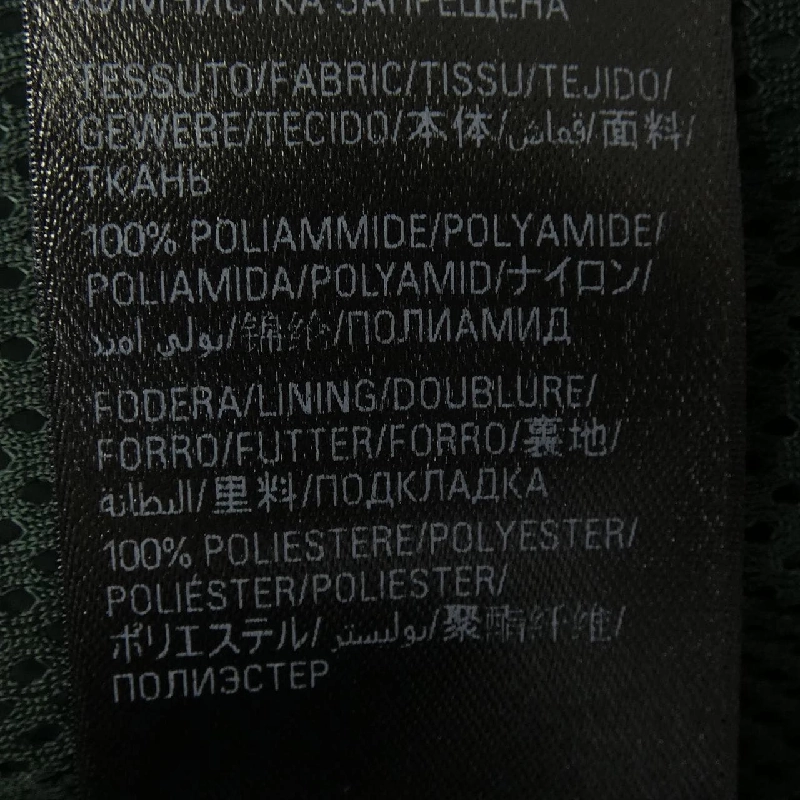 ХИМЧИСТКА ЗАПРЕЩЕНА
TESSUTO/FABRIC/TISSU/TEJIDO/
GEWEBE/TECIDO/本体/قماش/面料/
ТКАНЬ
100% POLIAMMIDE/POLYAMIDE/
POLIAMIDA/POLYAMID/ナイロン/
بولي اميد/锦纶/ПОЛИАМИД
FODERA/LINING/DOUBLURE/
FORRO/FUTTER/FORRO/裏地/
البطانة/里料/ПОДКЛАДКА
100% POLIESTERE/POLYESTER/
POLIÉSTER/POLIESTER/
ポリエステル/بوليستر/聚酯纤维/
ПОЛИЭСТЕР